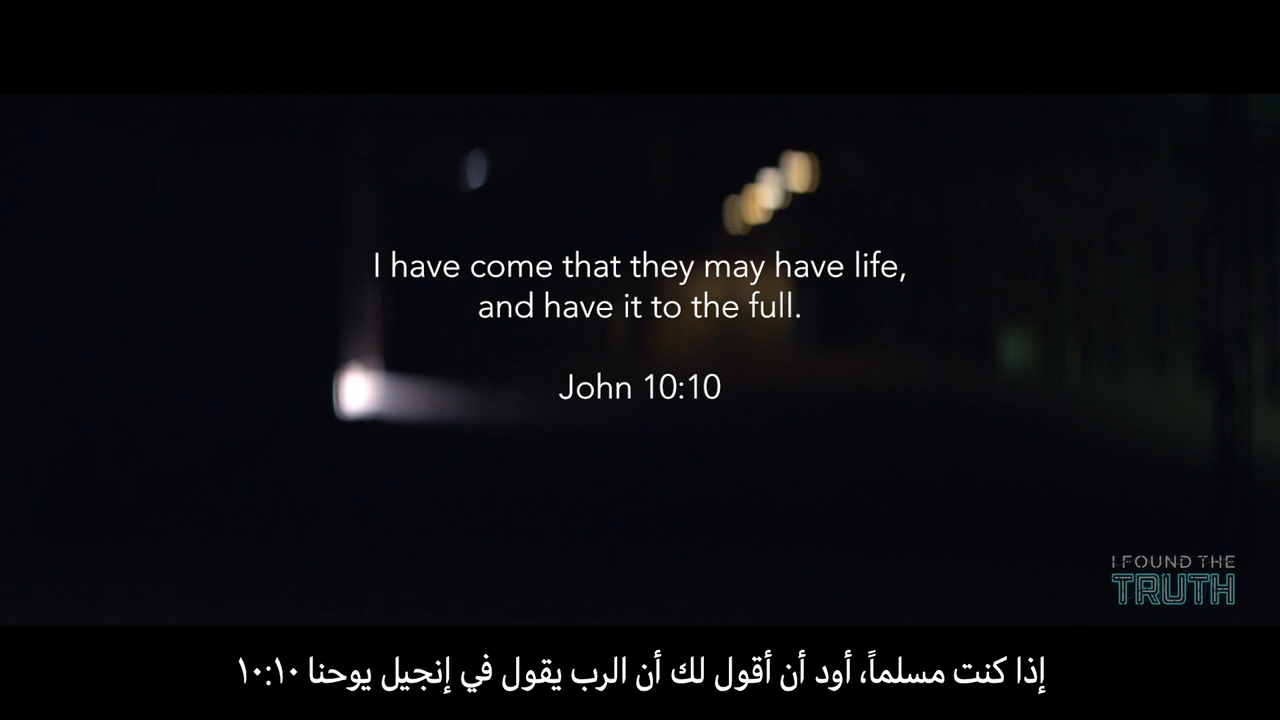 I have come that they may have life,
and have it to the full.
John 10:10
I FOUND THE
TRUTH
إذا كنت مسلماً، أود أن أقول لك أن الرب يقول في إنجيل يوحنا ١٠:١٠